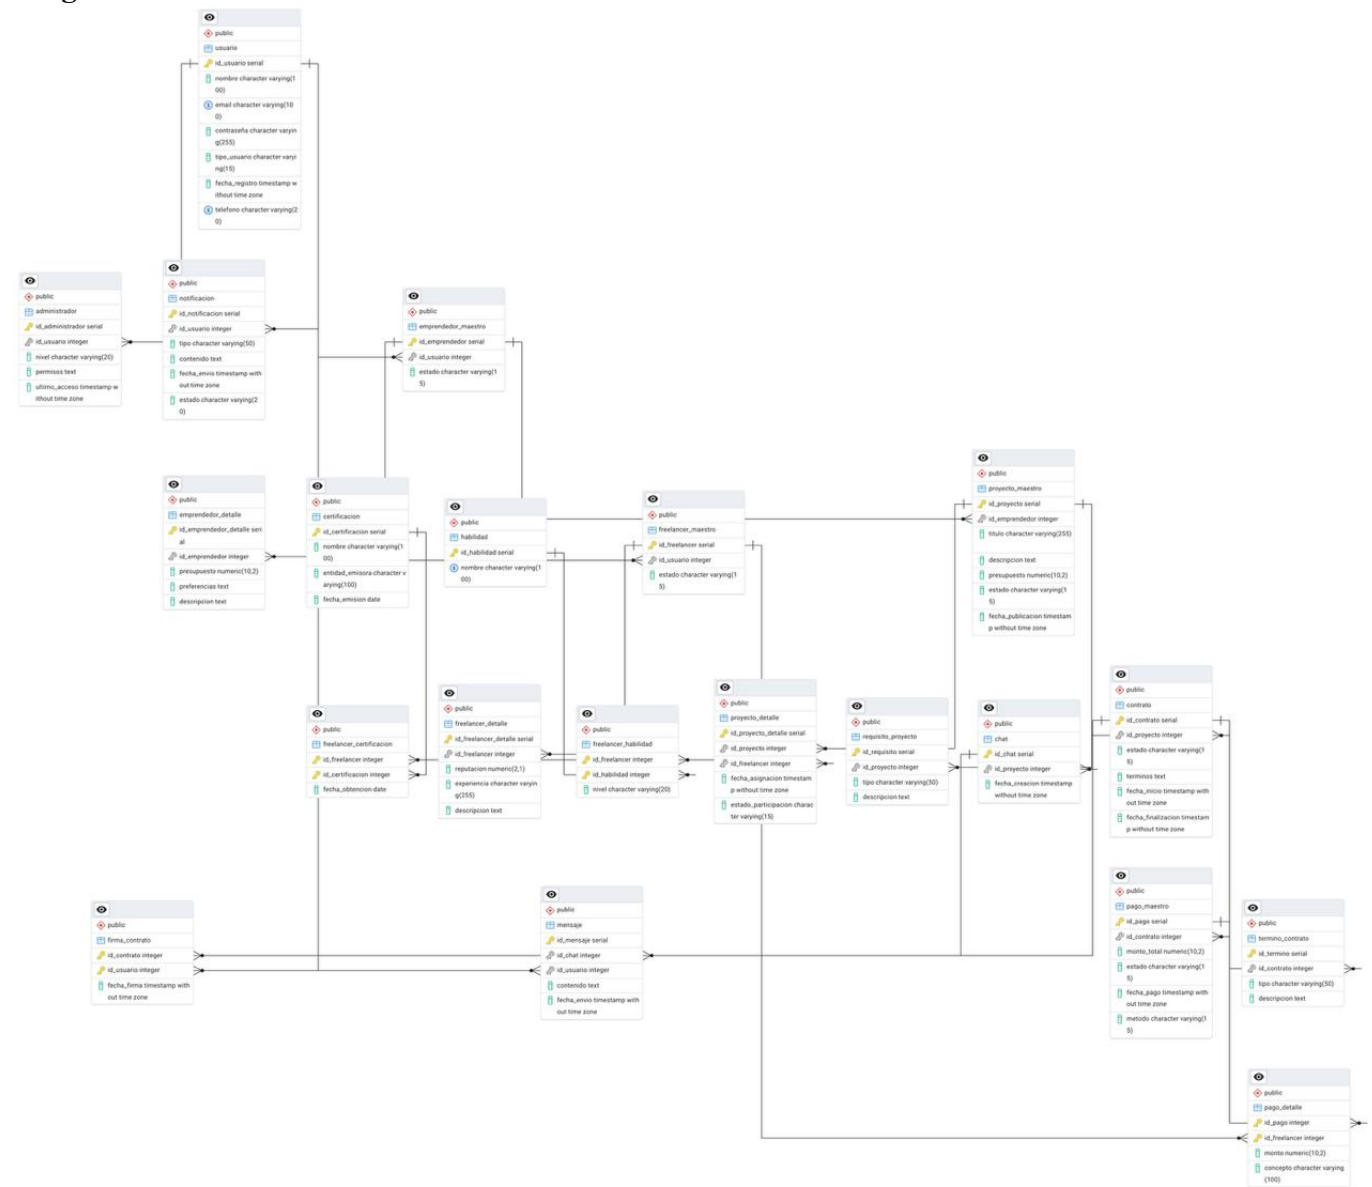 public
usuario
id_usuario serial
nombre character varying(1
00)
email character varying(10
0)
contraseña character varyin
g(255)
tipo_usuario character varyi
ng(15)
fecha_registro timestamp w
ithout time zone
telefono character varying(2
0)
public
administrador
id_administrador serial
id_usuario integer
nivel character varying(20)
permisos text
ultimo_acceso timestamp w
ithout time zone
public
notificacion
id_notificacion serial
id_usuario integer
tipo character varying(50)
contenido text
fecha_envio timestamp with
out time zone
estado character varying(2
0)
public
emprendedor_maestro
id_emprendedor serial
id_usuario integer
estado character varying(1
5)
public
emprendedor_detalle
id_emprendedor_detalle seri
al
id_emprendedor integer
presupuesto numeric(10,2)
preferencias text
descripcion text
public
certificacion
id_certificacion serial
nombre character varying(1
00)
entidad_emisora character v
arying(100)
fecha_emision date
public
habilidad
id_habilidad serial
nombre character varying(1
00)
public
freelancer_maestro
id_freelancer serial
id_usuario integer
estado character varying(1
5)
public
proyecto_maestro
id_proyecto serial
id_emprendedor integer
titulo character varying(255)
descripcion text
presupuesto numeric(10,2)
estado character varying(1
5)
fecha_publicacion timestam
p without time zone
public
freelancer_certificacion
id_freelancer integer
id_certificacion integer
fecha_obtencion date
public
freelancer_detalle
id_freelancer_detalle serial
id_freelancer integer
reputacion numeric(2,1)
experiencia character varyin
g(255)
descripcion text
public
freelancer_habilidad
id_freelancer integer
id_habilidad integer
nivel character varying(20)
public
proyecto_detalle
id_proyecto_detalle serial
id_proyecto integer
id_freelancer integer
fecha_asignacion timestam
p without time zone
estado_participacion charac
ter varying(15)
public
requisito_proyecto
id_requisito serial
id_proyecto integer
tipo character varying(50)
descripcion text
public
chat
id_chat serial
id_proyecto integer
fecha_creacion timestamp
without time zone
public
contrato
id_contrato serial
id_proyecto integer
estado character varying(1
5)
terminos text
fecha_inicio timestamp with
out time zone
fecha_finalizacion timestam
p without time zone
public
firma_contrato
id_contrato integer
id_usuario integer
fecha_firma timestamp with
out time zone
public
mensaje
id_mensaje serial
id_chat integer
id_usuario integer
contenido text
fecha_envio timestamp with
out time zone
public
pago_maestro
id_pago serial
id_contrato integer
monto_total numeric(10,2)
estado character varying(1
5)
fecha_pago timestamp with
out time zone
metodo character varying(1
5)
public
termino_contrato
id_termino serial
id_contrato integer
tipo character varying(50)
descripcion text
public
pago_detalle
id_pago integer
id_freelancer integer
monto numeric(10,2)
concepto character varying
(100)